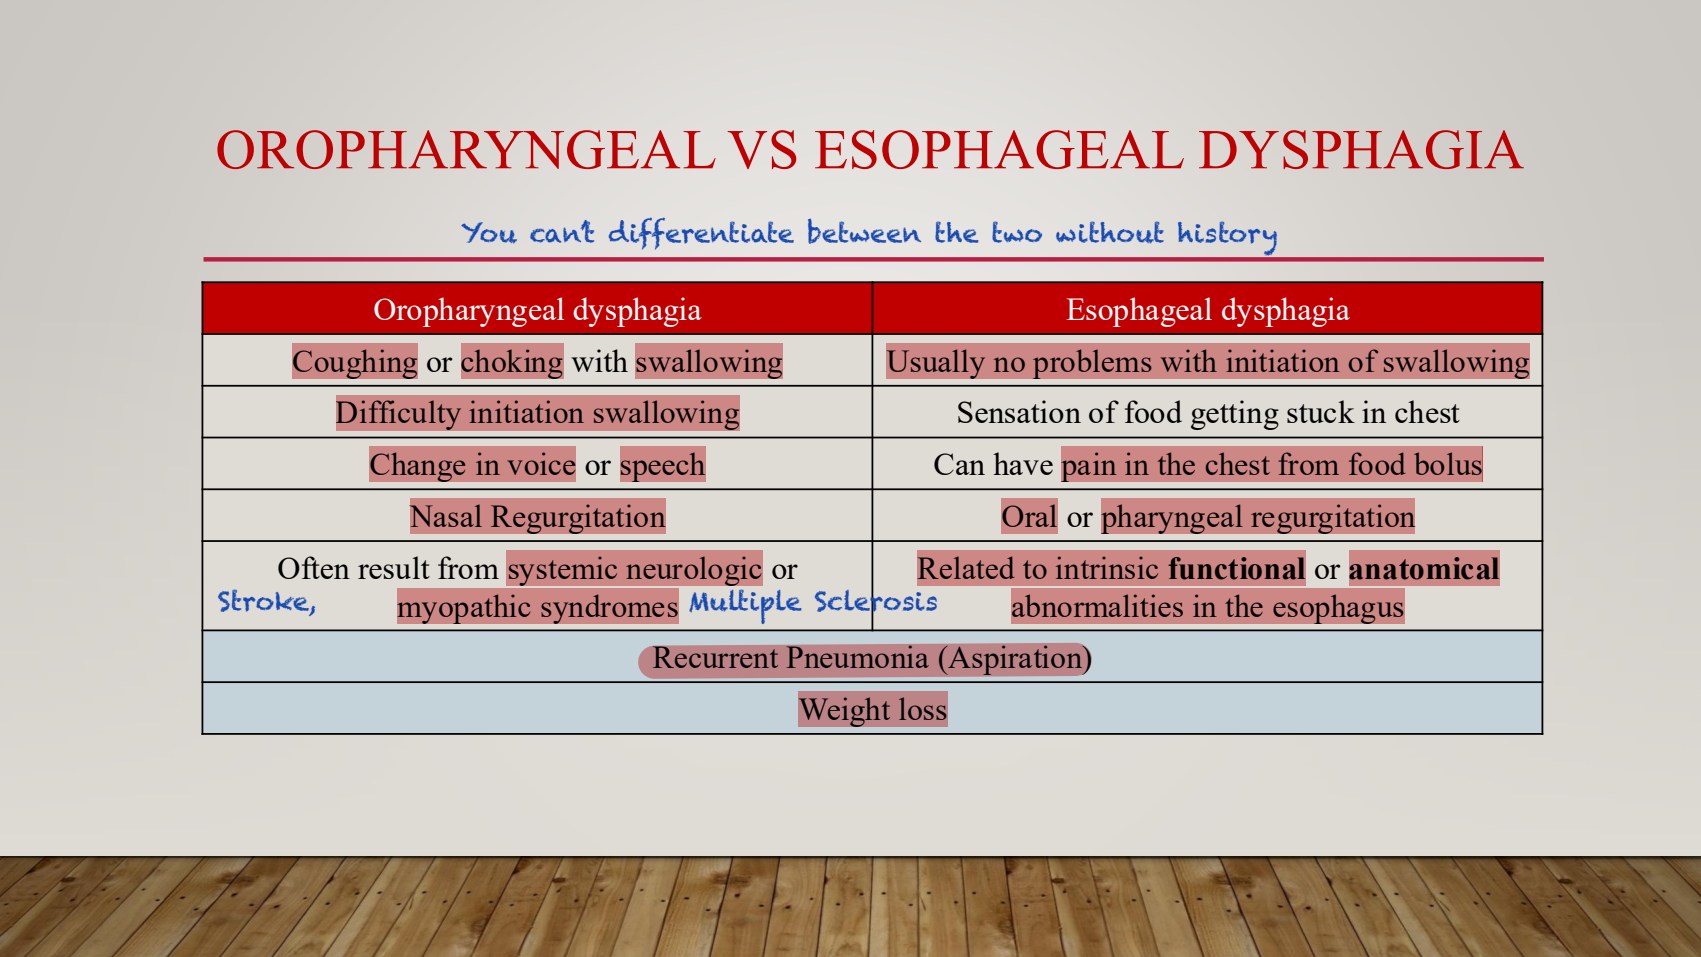 OROPHARYNGEAL VS ESOPHAGEAL DYSPHAGIA
You can't differentiate between the two without history
Oropharyngeal dysphagia
Esophageal dysphagia
Coughing or choking with swallowing
Usually no problems with initiation of swallowing
Difficulty initiation swallowing
Sensation of food getting stuck in chest
Change in voice or speech
Can have pain in the chest from food bolus
Nasal Regurgitation
Oral or pharyngeal regurgitation
Often result from systemic neurologic or
Stroke, myopathic syndromes Multiple Sclerosis
Related to intrinsic functional or anatomical
abnormalities in the esophagus
Recurrent Pneumonia (Aspiration)
Weight loss